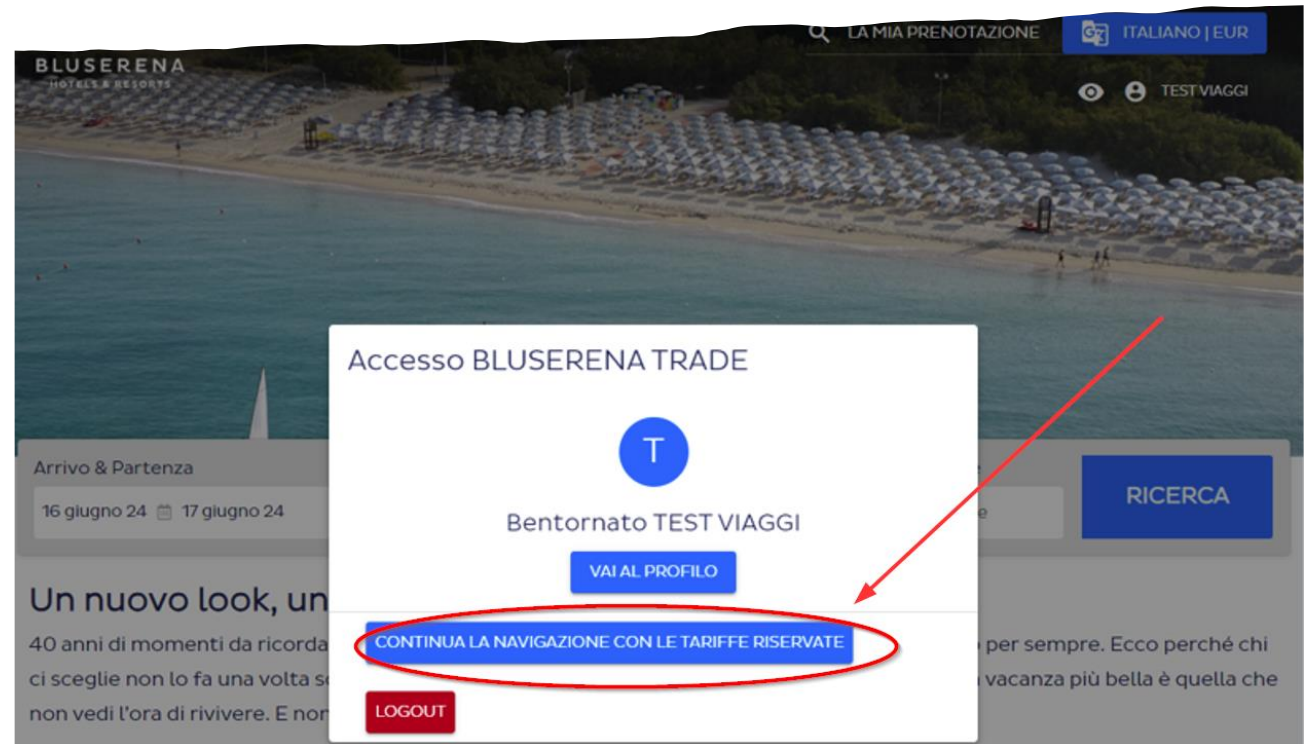 LA MIA PRENOTAZIONE
ITALIANO | EUR
BLUSERENA
HOTELS & RESORTS
TEST VIAGGI
Accesso BLUSERENA TRADE
T
Arrivo & Partenza
16 giugno 24 17 giugno 24
RICERCA
Bentornato TEST VIAGGI
VAI AL PROFILO
Un nuovo look, un
CONTINUA LA NAVIGAZIONE CON LE TARIFFE RISERVATE
40 anni di momenti da ricorda per sempre. Ecco perché chi
ci sceglie non lo fa una volta so vacanza più bella è quella che
non vedi l'ora di rivivere. E non
LOGOUT